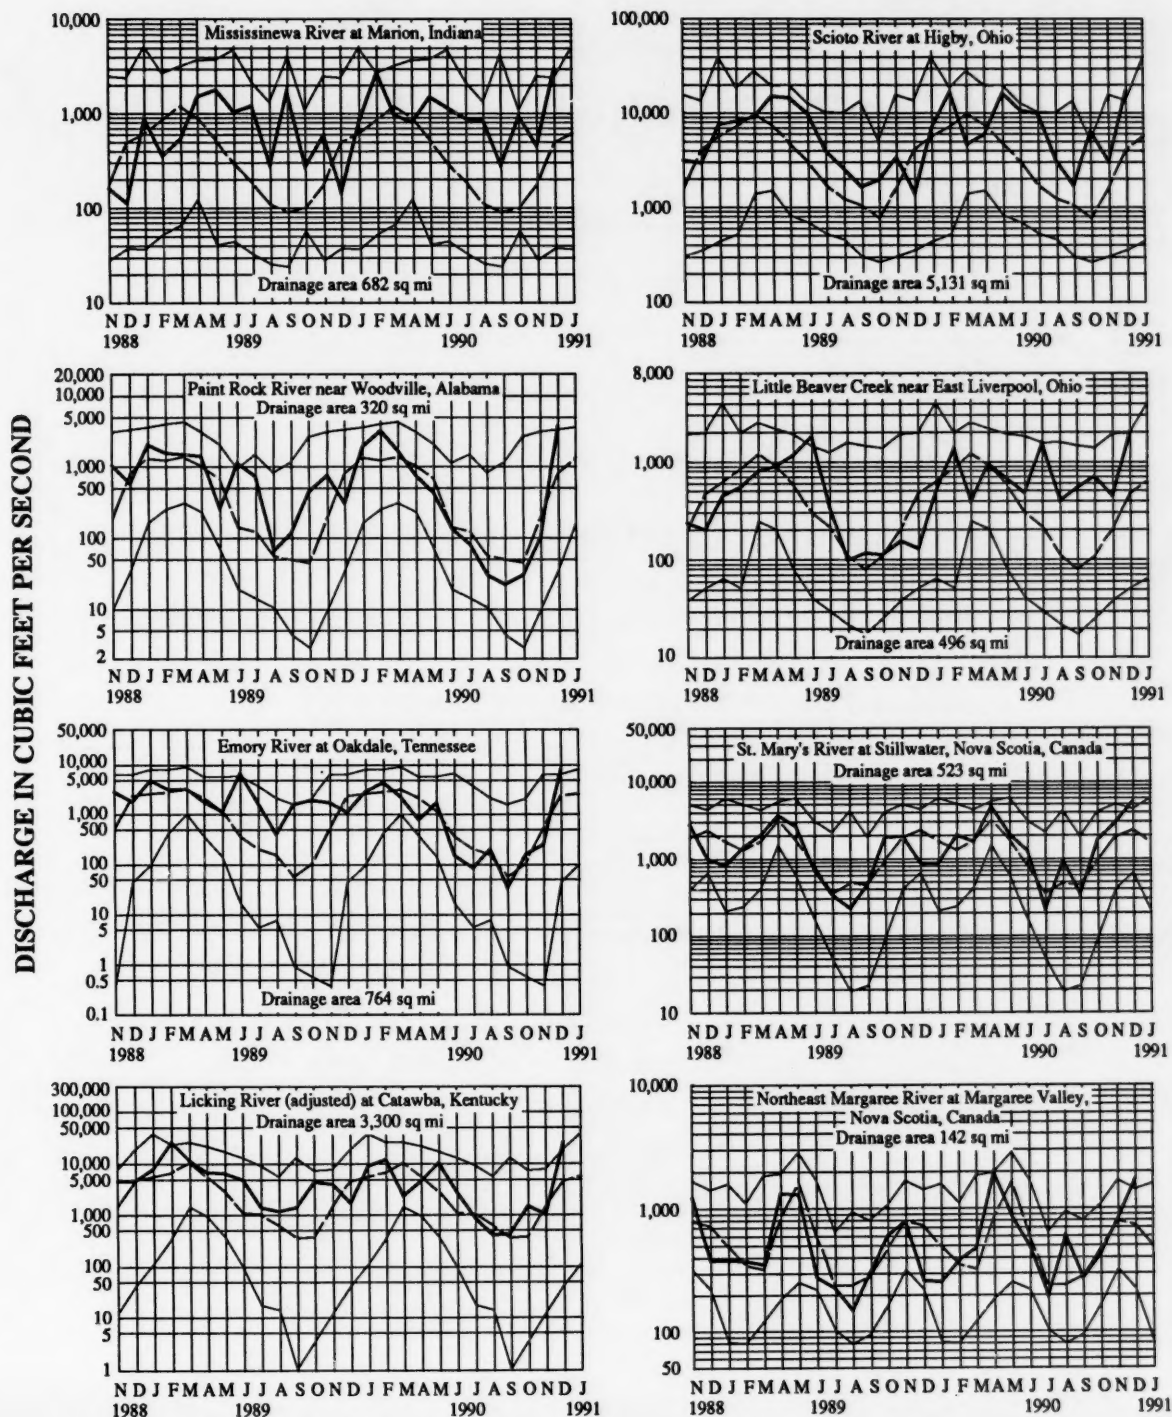 DISCHARGE IN CUBIC FEET PER SECOND
Mississinewa River at Marion, Indiana
10,000
1,000
100
10
Drainage area 682 sq mi
N D J F M A M J J A S O N D J F M A M J J A S O N D J
1988 1989 1990 1991
Scioto River at Higby, Ohio
100,000
10,000
1,000
100
Drainage area 5,131 sq mi
N D J F M A M J J A S O N D J F M A M J J A S O N D J
1988 1989 1990 1991
Paint Rock River near Woodville, Alabama
Drainage area 320 sq mi
20,000
10,000
5,000
1,000
500
100
50
10
5
2
N D J F M A M J J A S O N D J F M A M J J A S O N D J
1988 1989 1990 1991
Little Beaver Creek near East Liverpool, Ohio
8,000
1,000
100
10
Drainage area 496 sq mi
N D J F M A M J J A S O N D J F M A M J J A S O N D J
1988 1989 1990 1991
Emory River at Oakdale, Tennessee
50,000
10,000
5,000
1,000
500
100
50
10
5
1
0.5
0.1
Drainage area 764 sq mi
N D J F M A M J J A S O N D J F M A M J J A S O N D J
1988 1989 1990 1991
St. Mary's River at Stillwater, Nova Scotia, Canada
Drainage area 523 sq mi
50,000
10,000
1,000
100
10
N D J F M A M J J A S O N D J F M A M J J A S O N D J
1988 1989 1990 1991
Licking River (adjusted) at Catawba, Kentucky
Drainage area 3,300 sq mi
300,000
100,000
50,000
10,000
5,000
1,000
500
100
50
10
5
1
N D J F M A M J J A S O N D J F M A M J J A S O N D J
1988 1989 1990 1991
Northeast Margaree River at Margaree Valley,
Nova Scotia, Canada
Drainage area 142 sq mi
10,000
1,000
100
50
N D J F M A M J J A S O N D J F M A M J J A S O N D J
1988 1989 1990 1991